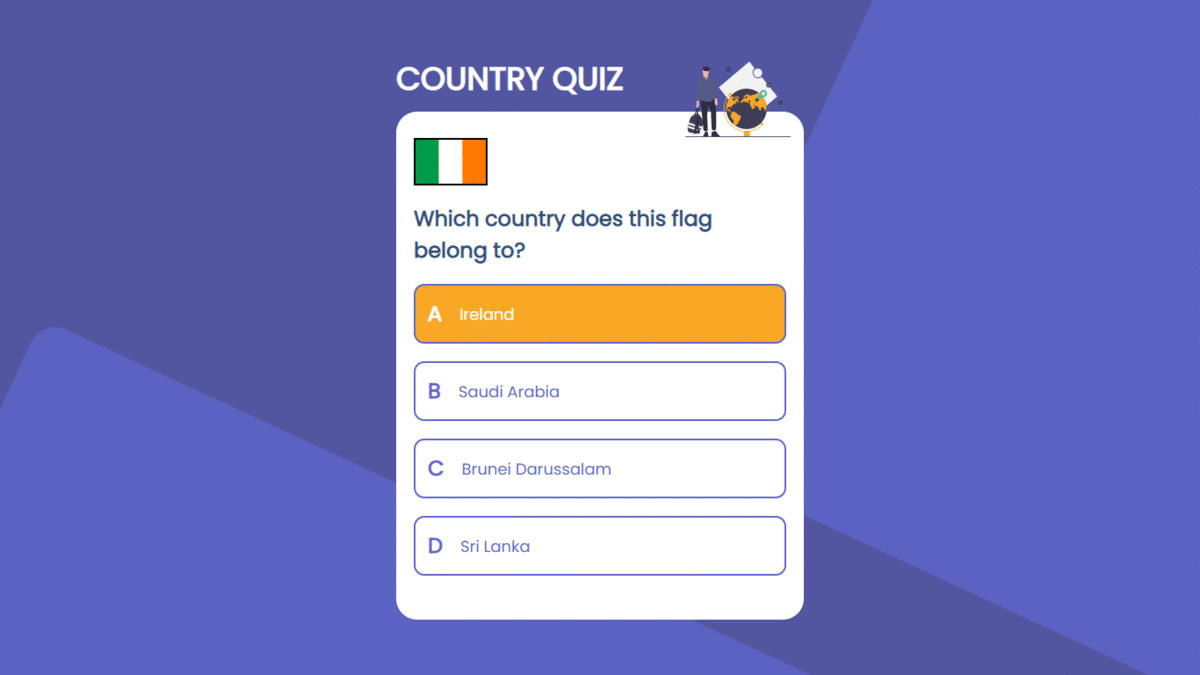 COUNTRY QUIZ
Which country does this flag
belong to?
A Ireland
B Saudi Arabia
C Brunei Darussalam
D Sri Lanka